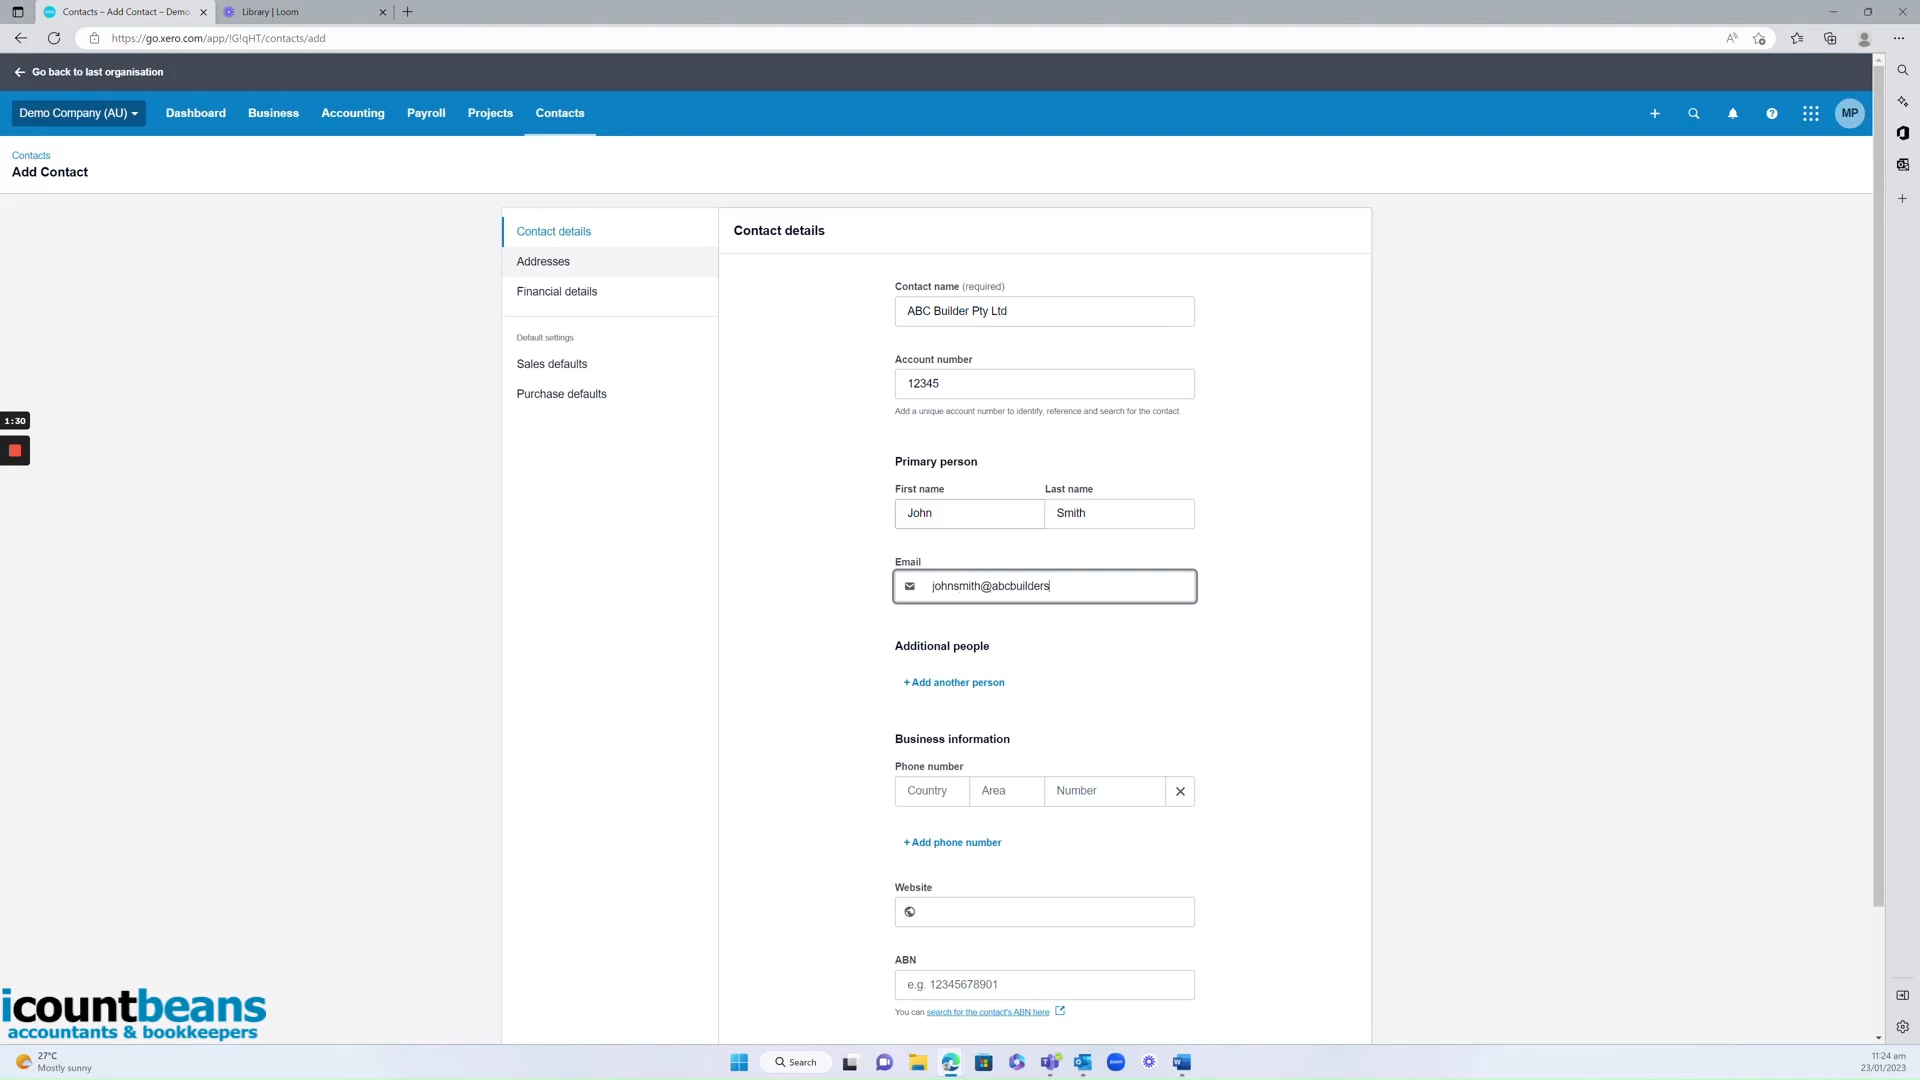 Contacts – Add Contact – Demo
Library | Loom
https://go.xero.com/app/!G!qHT/contacts/add
Go back to last organisation
Demo Company (AU)
Dashboard
Business
Accounting
Payroll
Projects
Contacts
MP
Contacts
Add Contact
Contact details
Addresses
Financial details
Default settings
Sales defaults
Purchase defaults
Contact details
Contact name (required)
ABC Builder Pty Ltd
Account number
12345
Add a unique account number to identify, reference and search for the contact.
1:30
Primary person
First name
Last name
John
Smith
Email
johnsmith@abcbuilders
Additional people
+ Add another person
Business information
Phone number
Country
Area
Number
+ Add phone number
Website
ABN
e.g. 12345678901
You can search for the contact's ABN here
icountbeans
accountants & bookkeepers
27°C
Mostly sunny
Search
zoom
11:24 am
23/01/2023